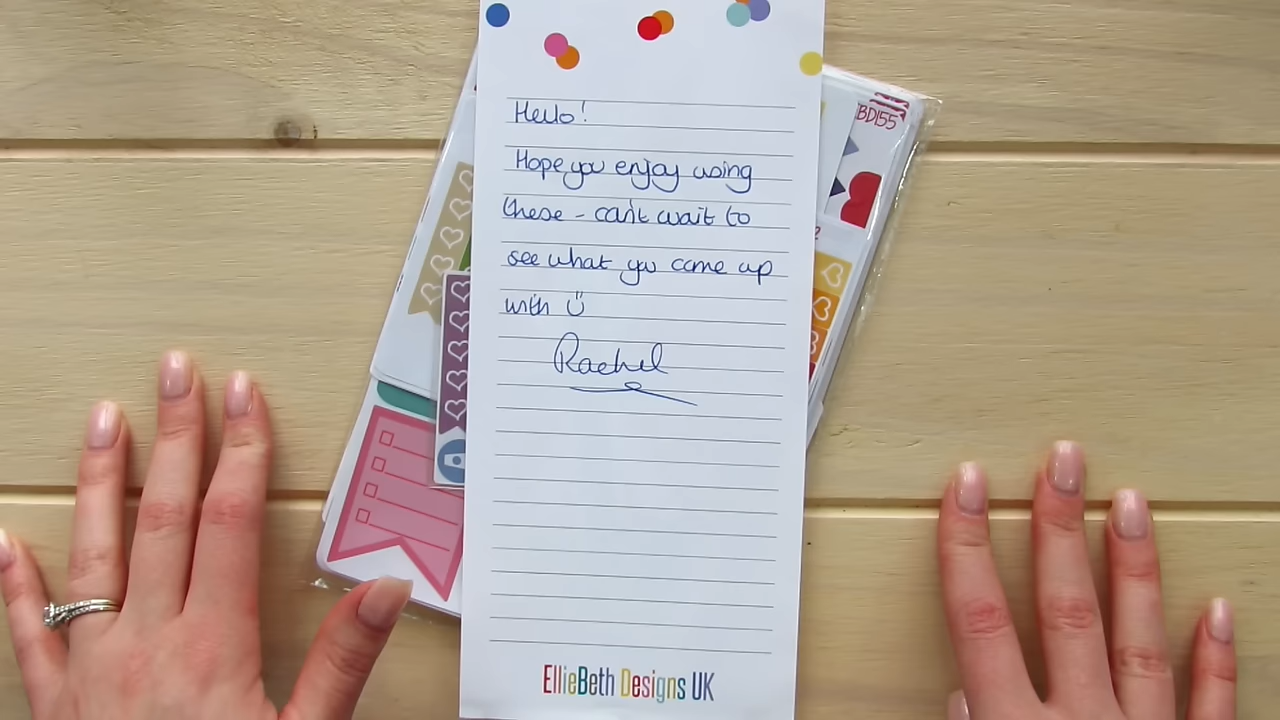 Hello!
Hope you enjoy using
these - can't wait to
see what you come up
with
Rachel
EllieBeth Designs UK
BD155
2